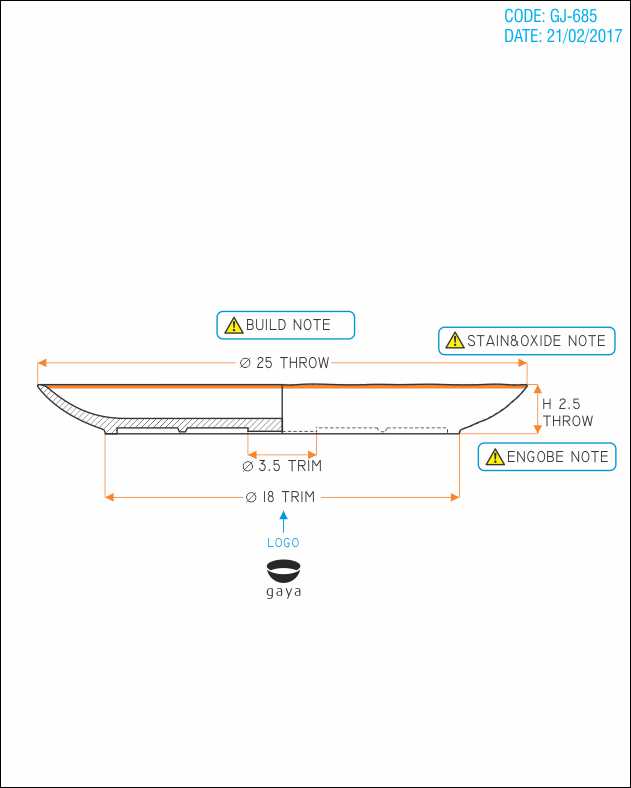 CODE: GJ-685
DATE: 21/02/2017
BUILD NOTE
STAIN&OXIDE NOTE
Ø 25 THROW
H 2.5
THROW
ENGOBE NOTE
Ø 3.5 TRIM
Ø 18 TRIM
LOGO
gaya